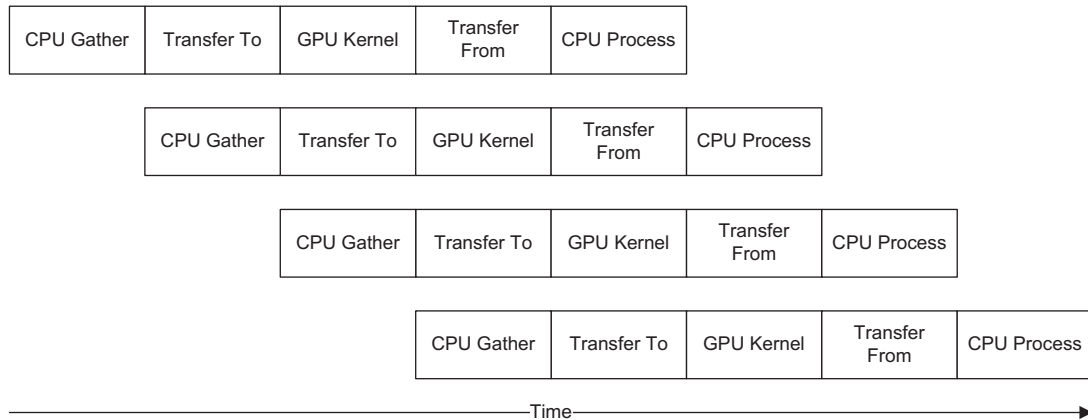 CPU Gather
Transfer To
GPU Kernel
Transfer
From
CPU Process
CPU Gather
Transfer To
GPU Kernel
Transfer
From
CPU Process
CPU Gather
Transfer To
GPU Kernel
Transfer
From
CPU Process
CPU Gather
Transfer To
GPU Kernel
Transfer
From
CPU Process
Time